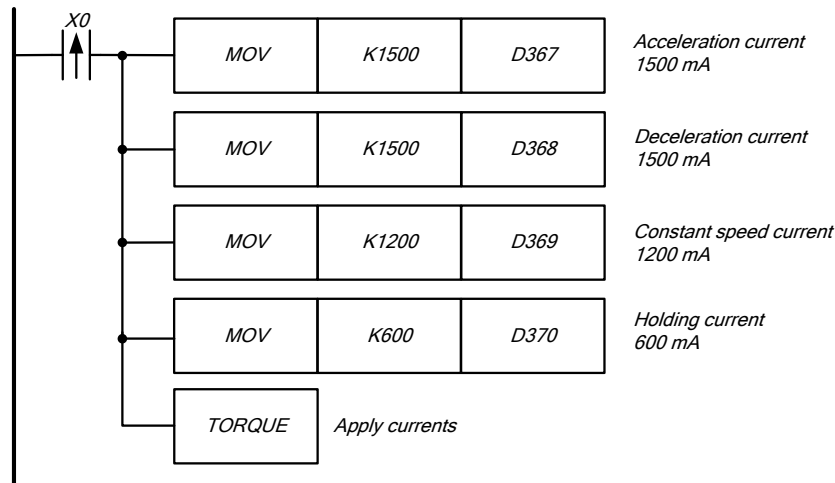 X0
MOV K1500 D367 Acceleration current
1500 mA
MOV K1500 D368 Deceleration current
1500 mA
MOV K1200 D369 Constant speed current
1200 mA
MOV K600 D370 Holding current
600 mA
TORQUE Apply currents